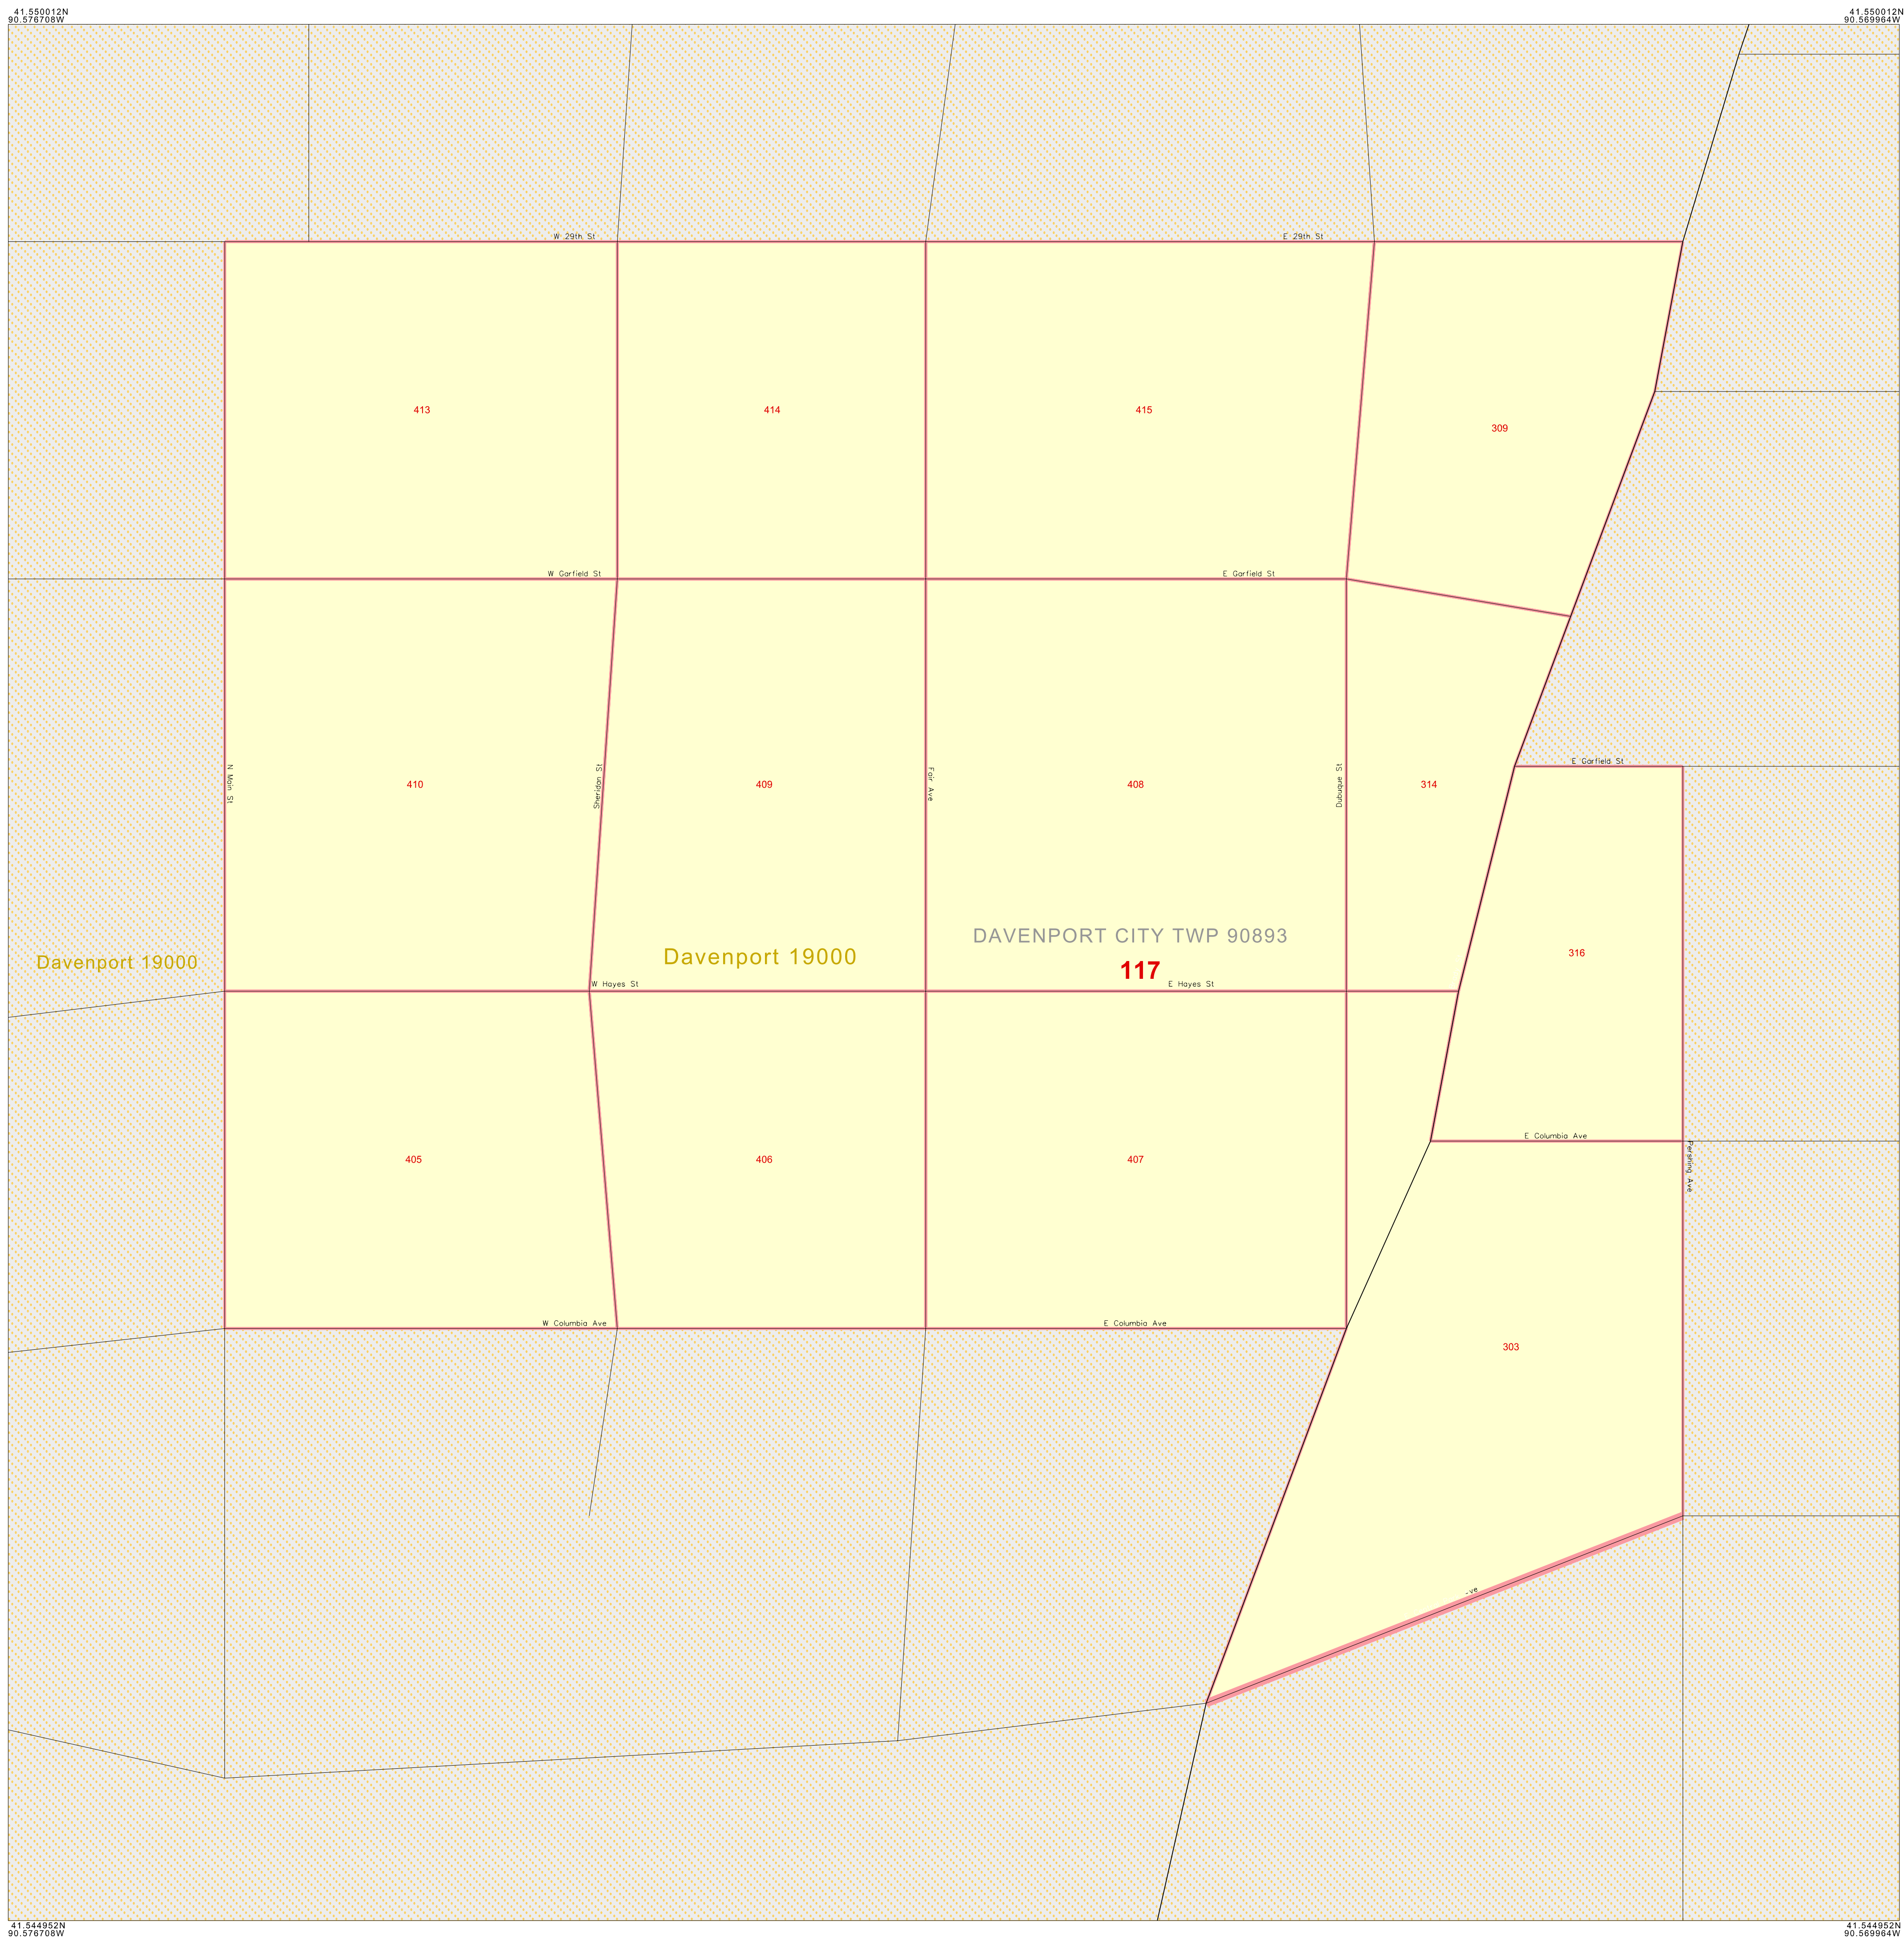 41.550012N
90.576708W
41.550012N
90.569964W
W 29th St
E 29th St
413
414
415
309
W Garfield St
E Garfield St
N Main St
410
Sheridan St
409
Fair Ave
408
Dubuque St
314
E Garfield St
316
Davenport 19000
Davenport 19000
DAVENPORT CITY TWP 90893
117
W Hayes St
E Hayes St
405
406
407
E Columbia Ave
Pershing Ave
W Columbia Ave
E Columbia Ave
303
-ve
41.544952N
90.576708W
41.544952N
90.569964W